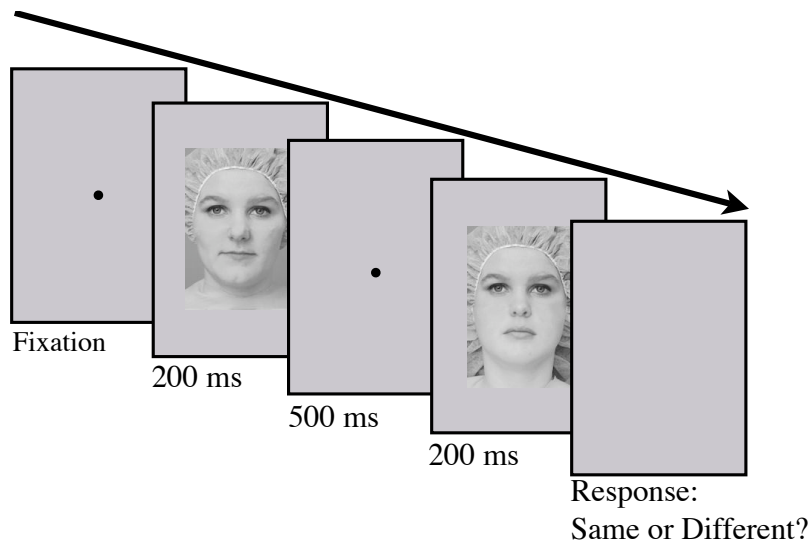 Fixation
200 ms
500 ms
200 ms
Response:
Same or Different?